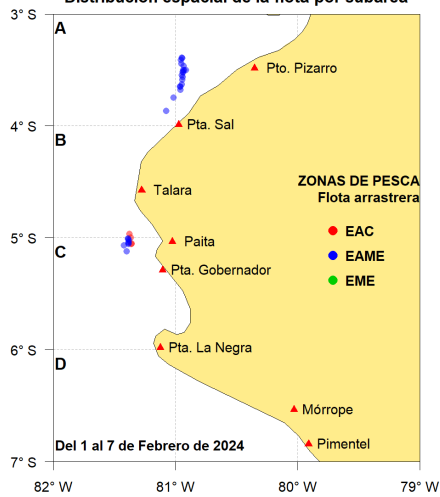 Distribución espacial de la flota por subárea
3° S
A
Pto. Pizarro
4° S
Pta. Sal
B
ZONAS DE PESCA
Talara
Flota arrastrera
EAC
5° S
Paita
C
EAME
Pta. Gobernador
EME
6° S
Pta. La Negra
D
Mórrope
Del 1 al 7 de Febrero de 2024
Pimentel
7° S
82° W
81° W
80° W
79° W